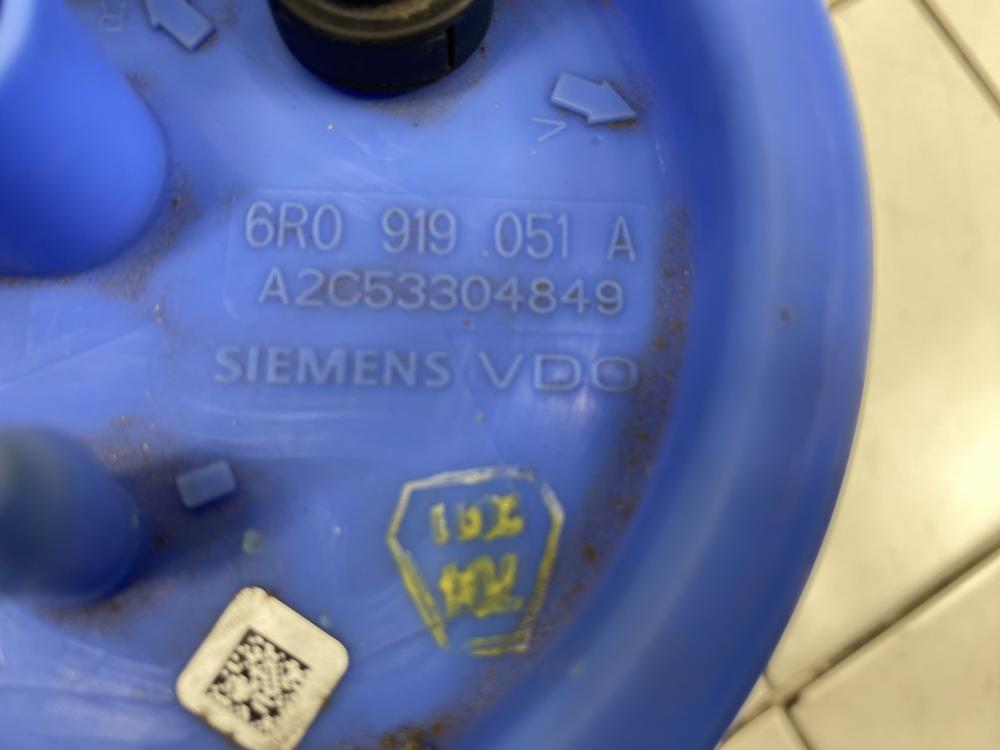 R
V
6R0 919 051 A
A2C53304849
SIEMENS VDO